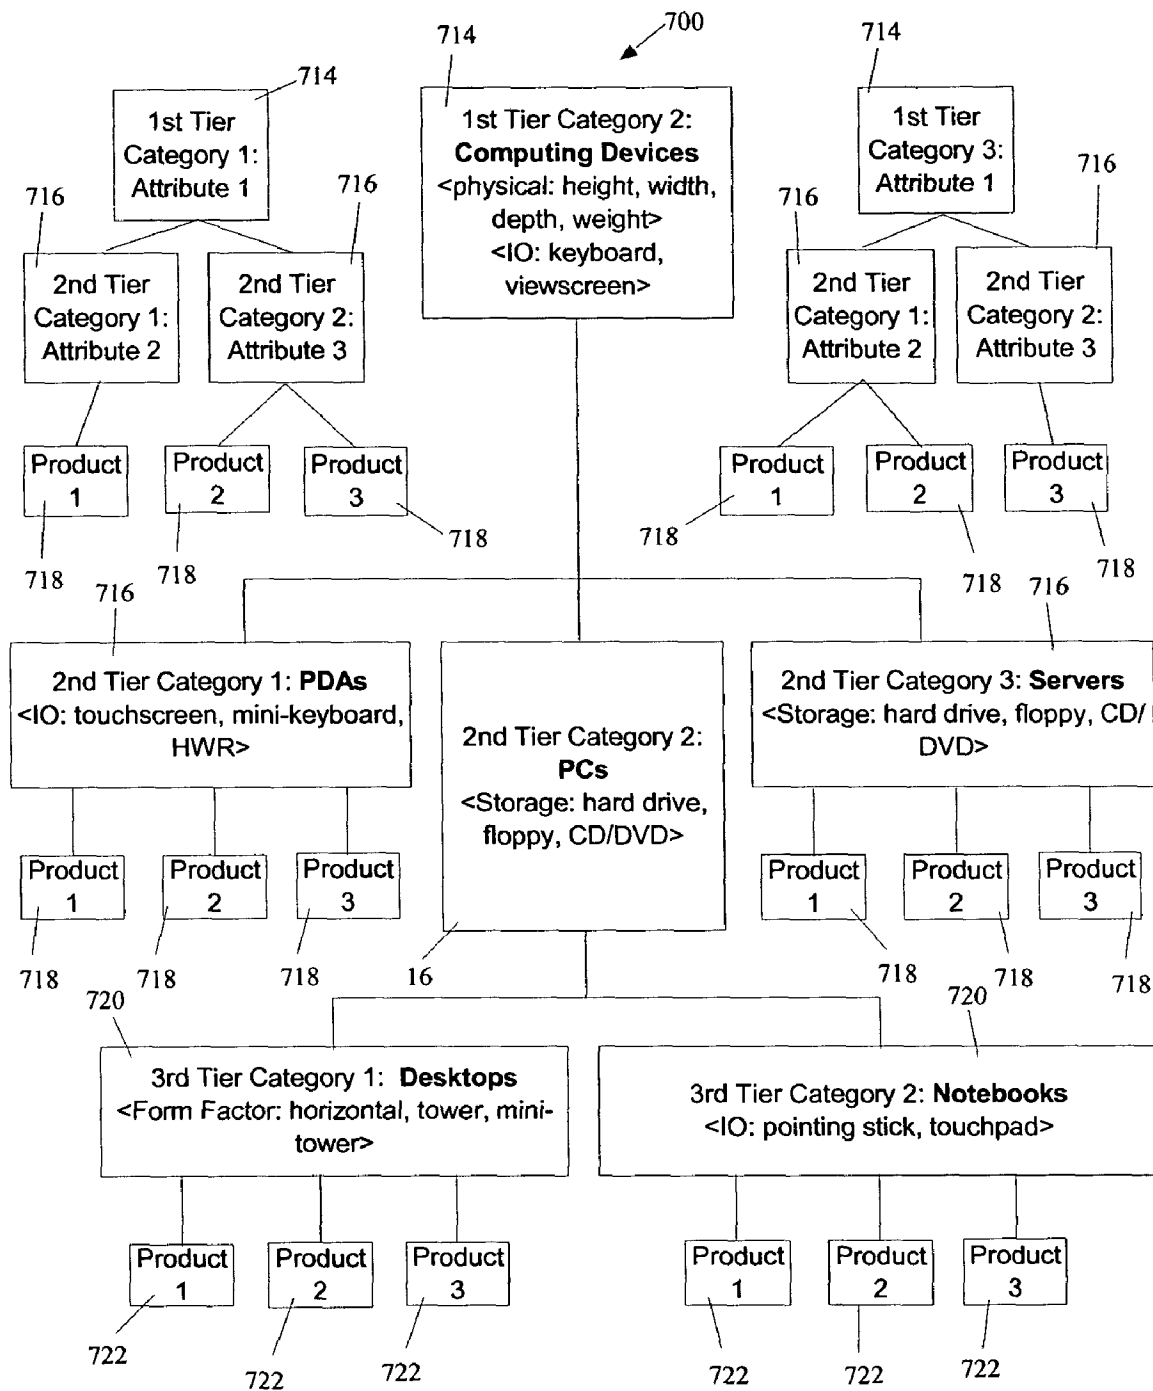 700
714
1st Tier
Category 1:
Attribute 1
716
2nd Tier
Category 1:
Attribute 2
716
2nd Tier
Category 2:
Attribute 3
Product
1
Product
2
Product
3
718
718
718
714
1st Tier Category 2:
Computing Devices
<physical: height, width,
depth, weight>
<IO: keyboard,
viewscreen>
714
1st Tier
Category 3:
Attribute 1
716
2nd Tier
Category 1:
Attribute 2
716
2nd Tier
Category 2:
Attribute 3
Product
1
Product
2
Product
3
718
718
718
716
2nd Tier Category 1: PDAs
<IO: touchscreen, mini-keyboard,
HWR>
Product
1
Product
2
Product
3
718
718
718
2nd Tier Category 2:
PCs
<Storage: hard drive,
floppy, CD/DVD>
16
716
2nd Tier Category 3: Servers
<Storage: hard drive, floppy, CD/
DVD>
Product
1
Product
2
Product
3
718
718
718
720
3rd Tier Category 1: Desktops
<Form Factor: horizontal, tower, mini-
tower>
Product
1
Product
2
Product
3
722
722
722
720
3rd Tier Category 2: Notebooks
<IO: pointing stick, touchpad>
Product
1
Product
2
Product
3
722
722
722